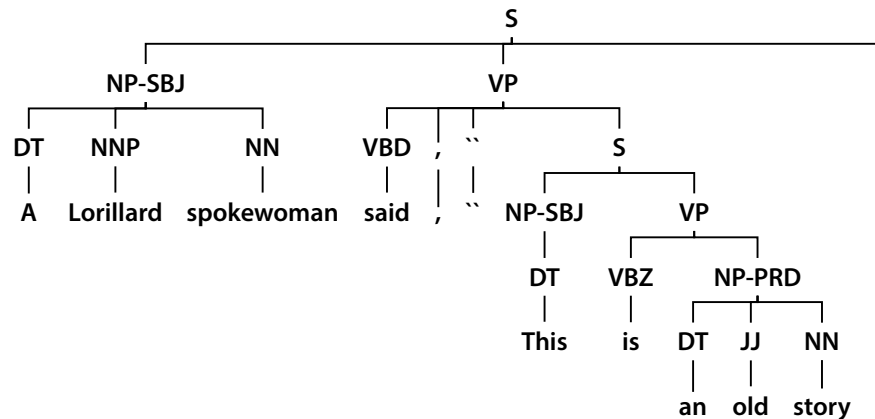 S
NP-SBJ VP
DT NNP NN VBD , `` S
A Lorillard spokewoman said , `` NP-SBJ VP
DT VBZ NP-PRD
This is DT JJ NN
an old story